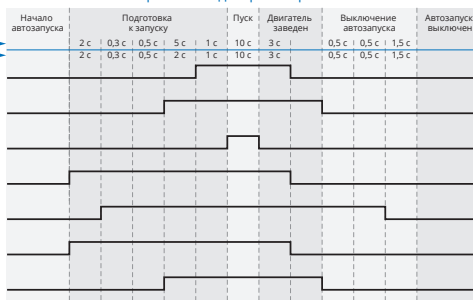 Начало автозапуска
Подготовка к запуску
Пуск
Двигатель заведен
Выключение автозапуска
Автозапуск выключен
2 с 0,3 с 0,5 с 5 с 1 с 10 с 3 с 0,5 с 0,5 с 1,5 с
2 с 0,3 с 0,5 с 2 с 1 с 10 с 3 с 0,5 с 0,5 с 1,5 с